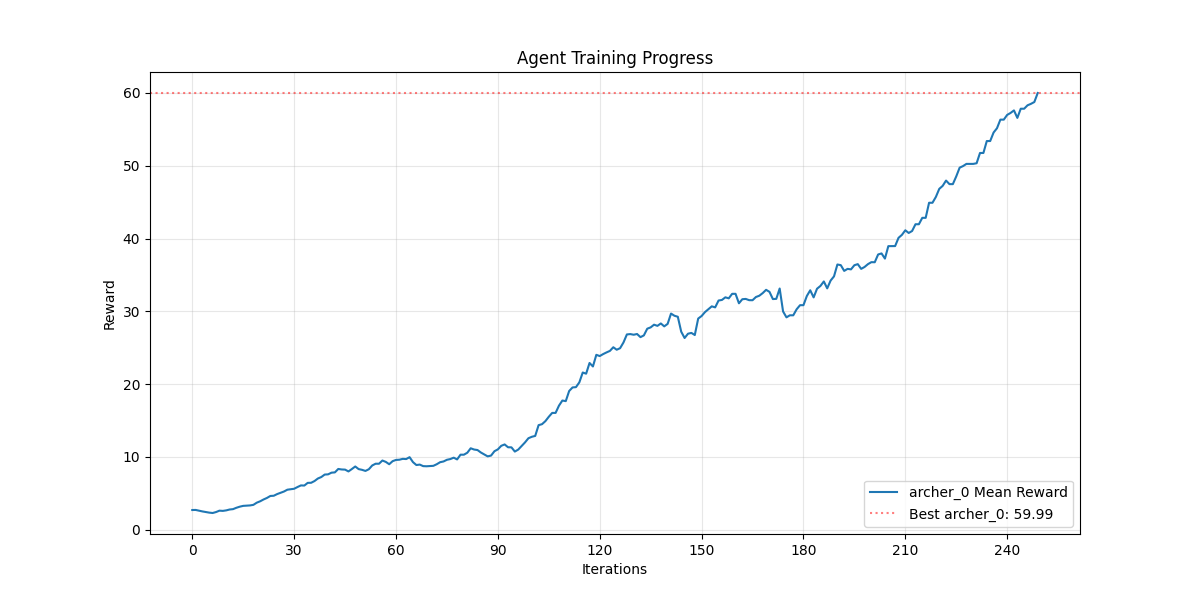 Agent Training Progress
60
50
40
30
20
10
0
Reward
0 30 60 90 120 150 180 210 240
Iterations
archer_0 Mean Reward
Best archer_0: 59.99